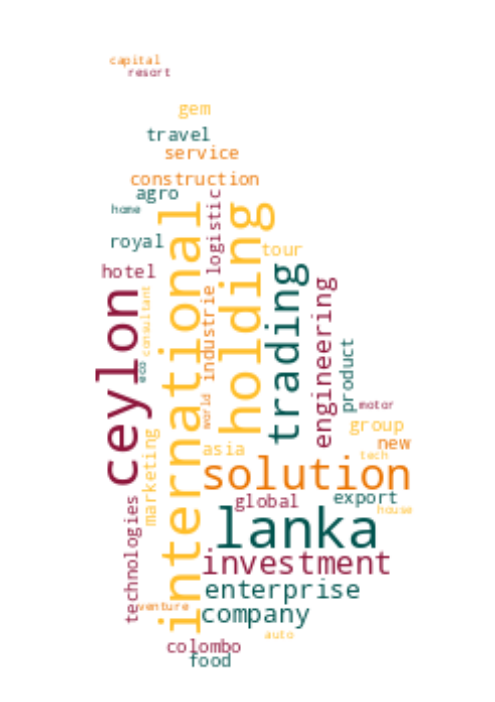 capital
resort
gem
travel
service
construction
agro
home
royal
logistic
international
holding
tour
hotel
trading
engineering
ceylon
consultant
industrie
eco
product
world
motor
group
marketing
new
asia
tech
solution
technologies
global
export
house
lanka
investment
enterprise
venture
company
auto
colombo
food